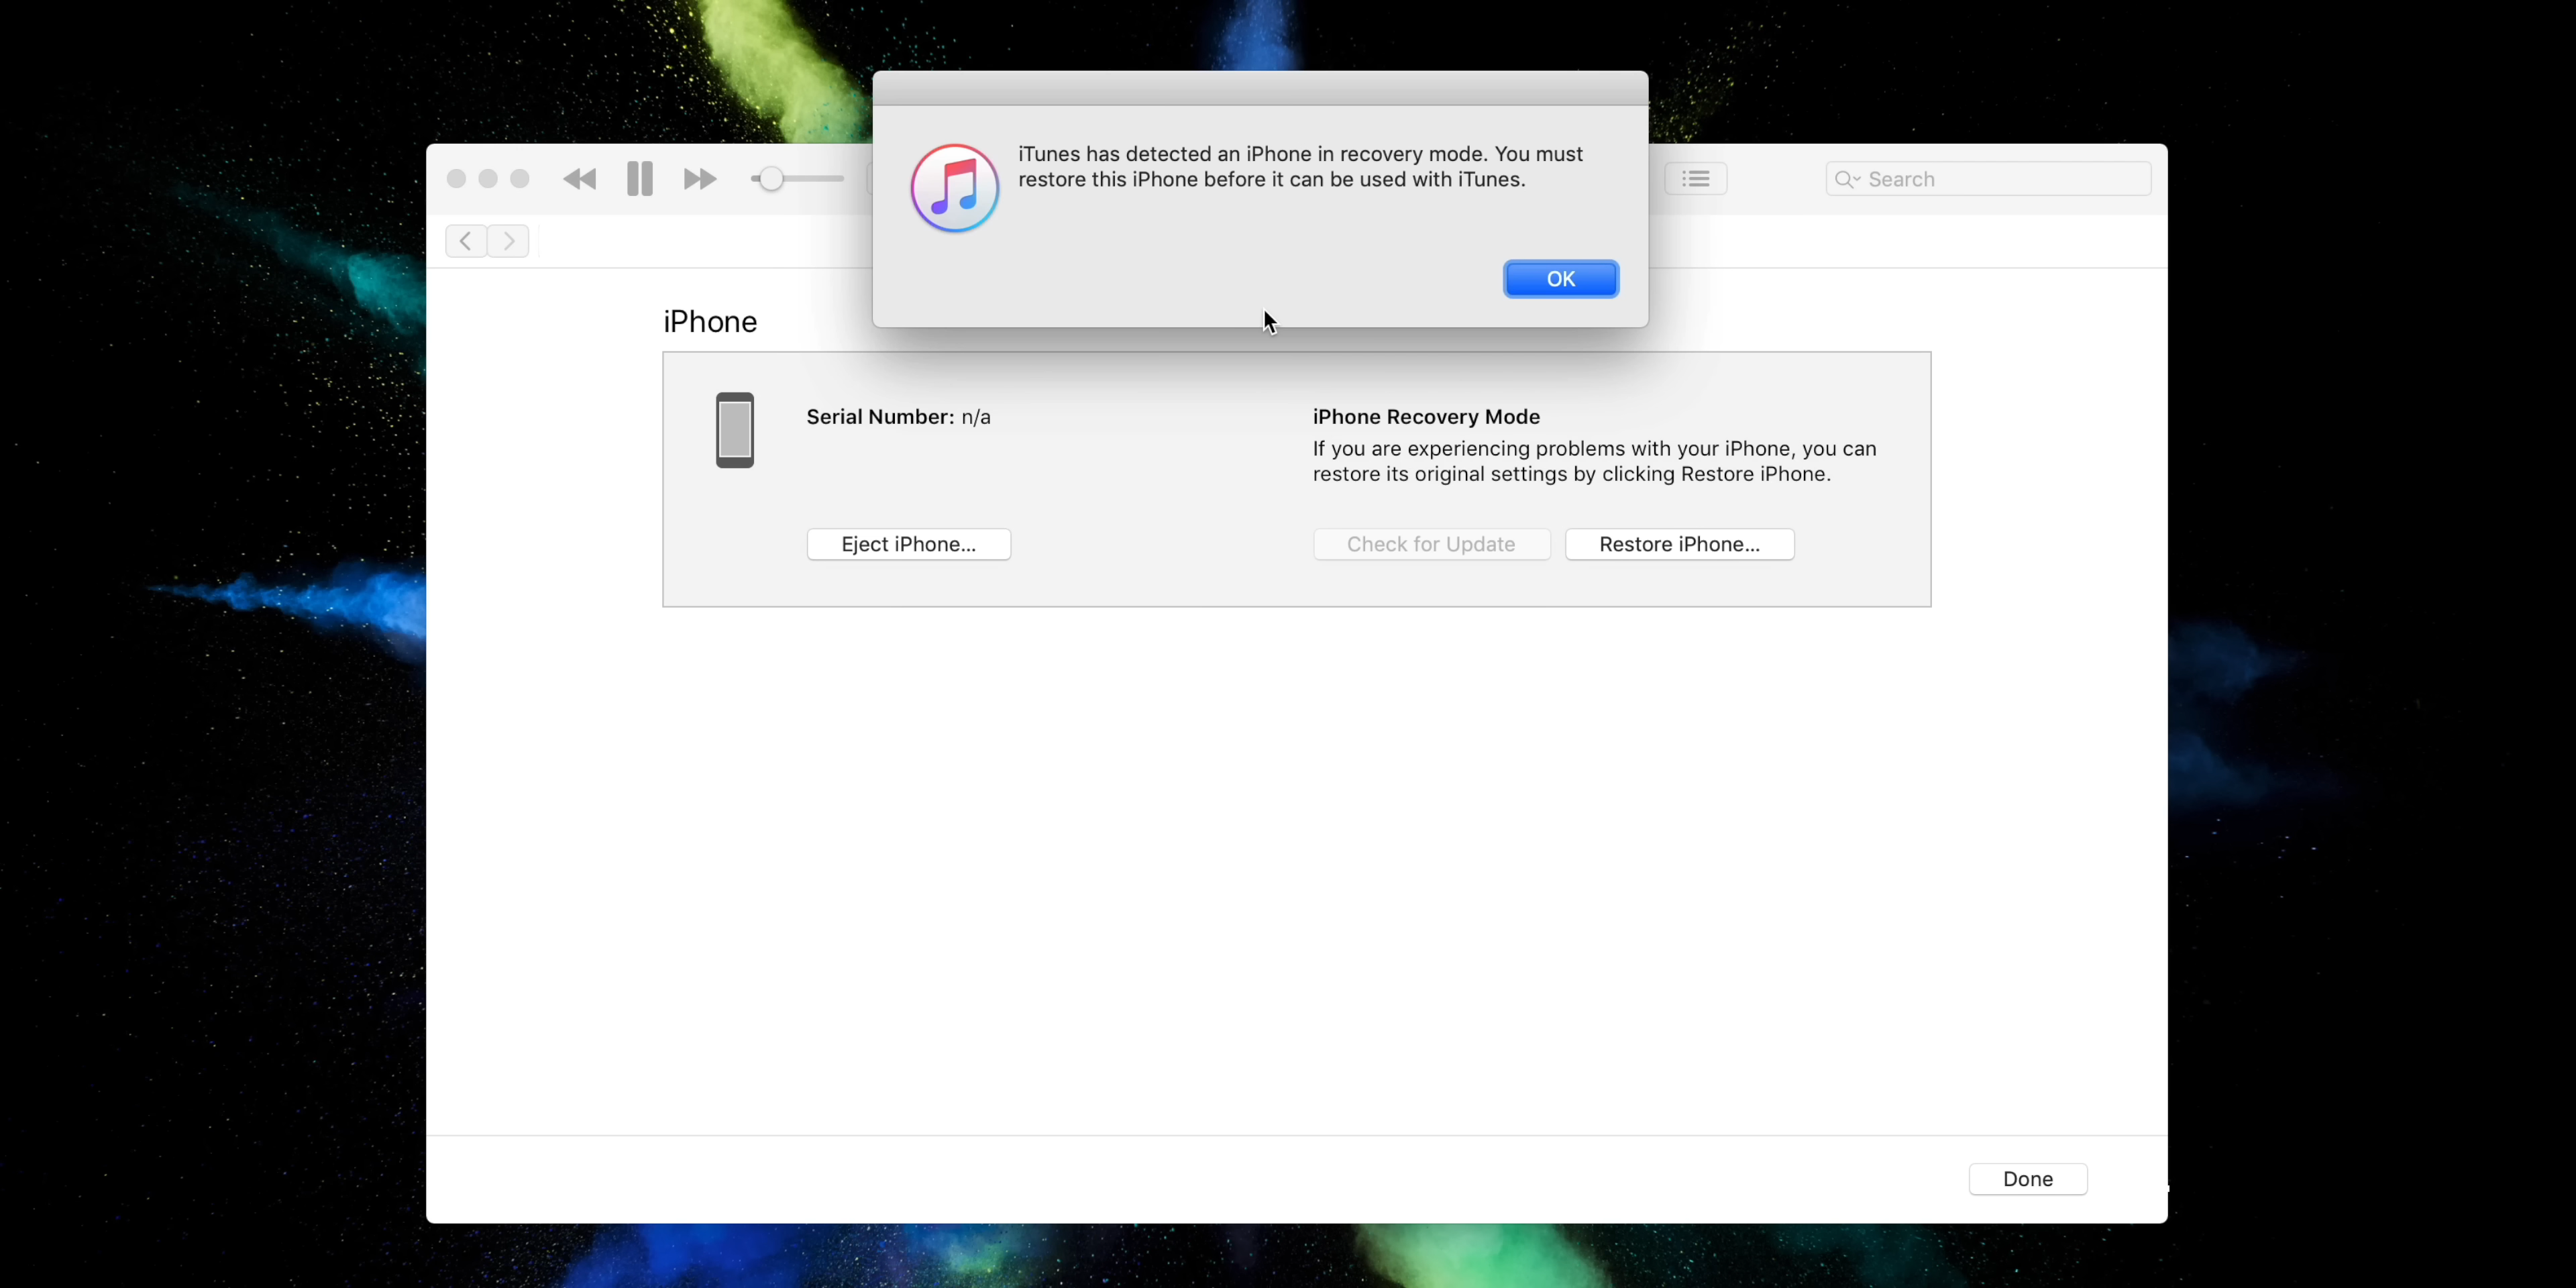 iTunes has detected an iPhone in recovery mode. You must
restore this iPhone before it can be used with iTunes.
OK
Search
iPhone
Serial Number: n/a
iPhone Recovery Mode
If you are experiencing problems with your iPhone, you can
restore its original settings by clicking Restore iPhone.
Eject iPhone...
Check for Update
Restore iPhone...
Done